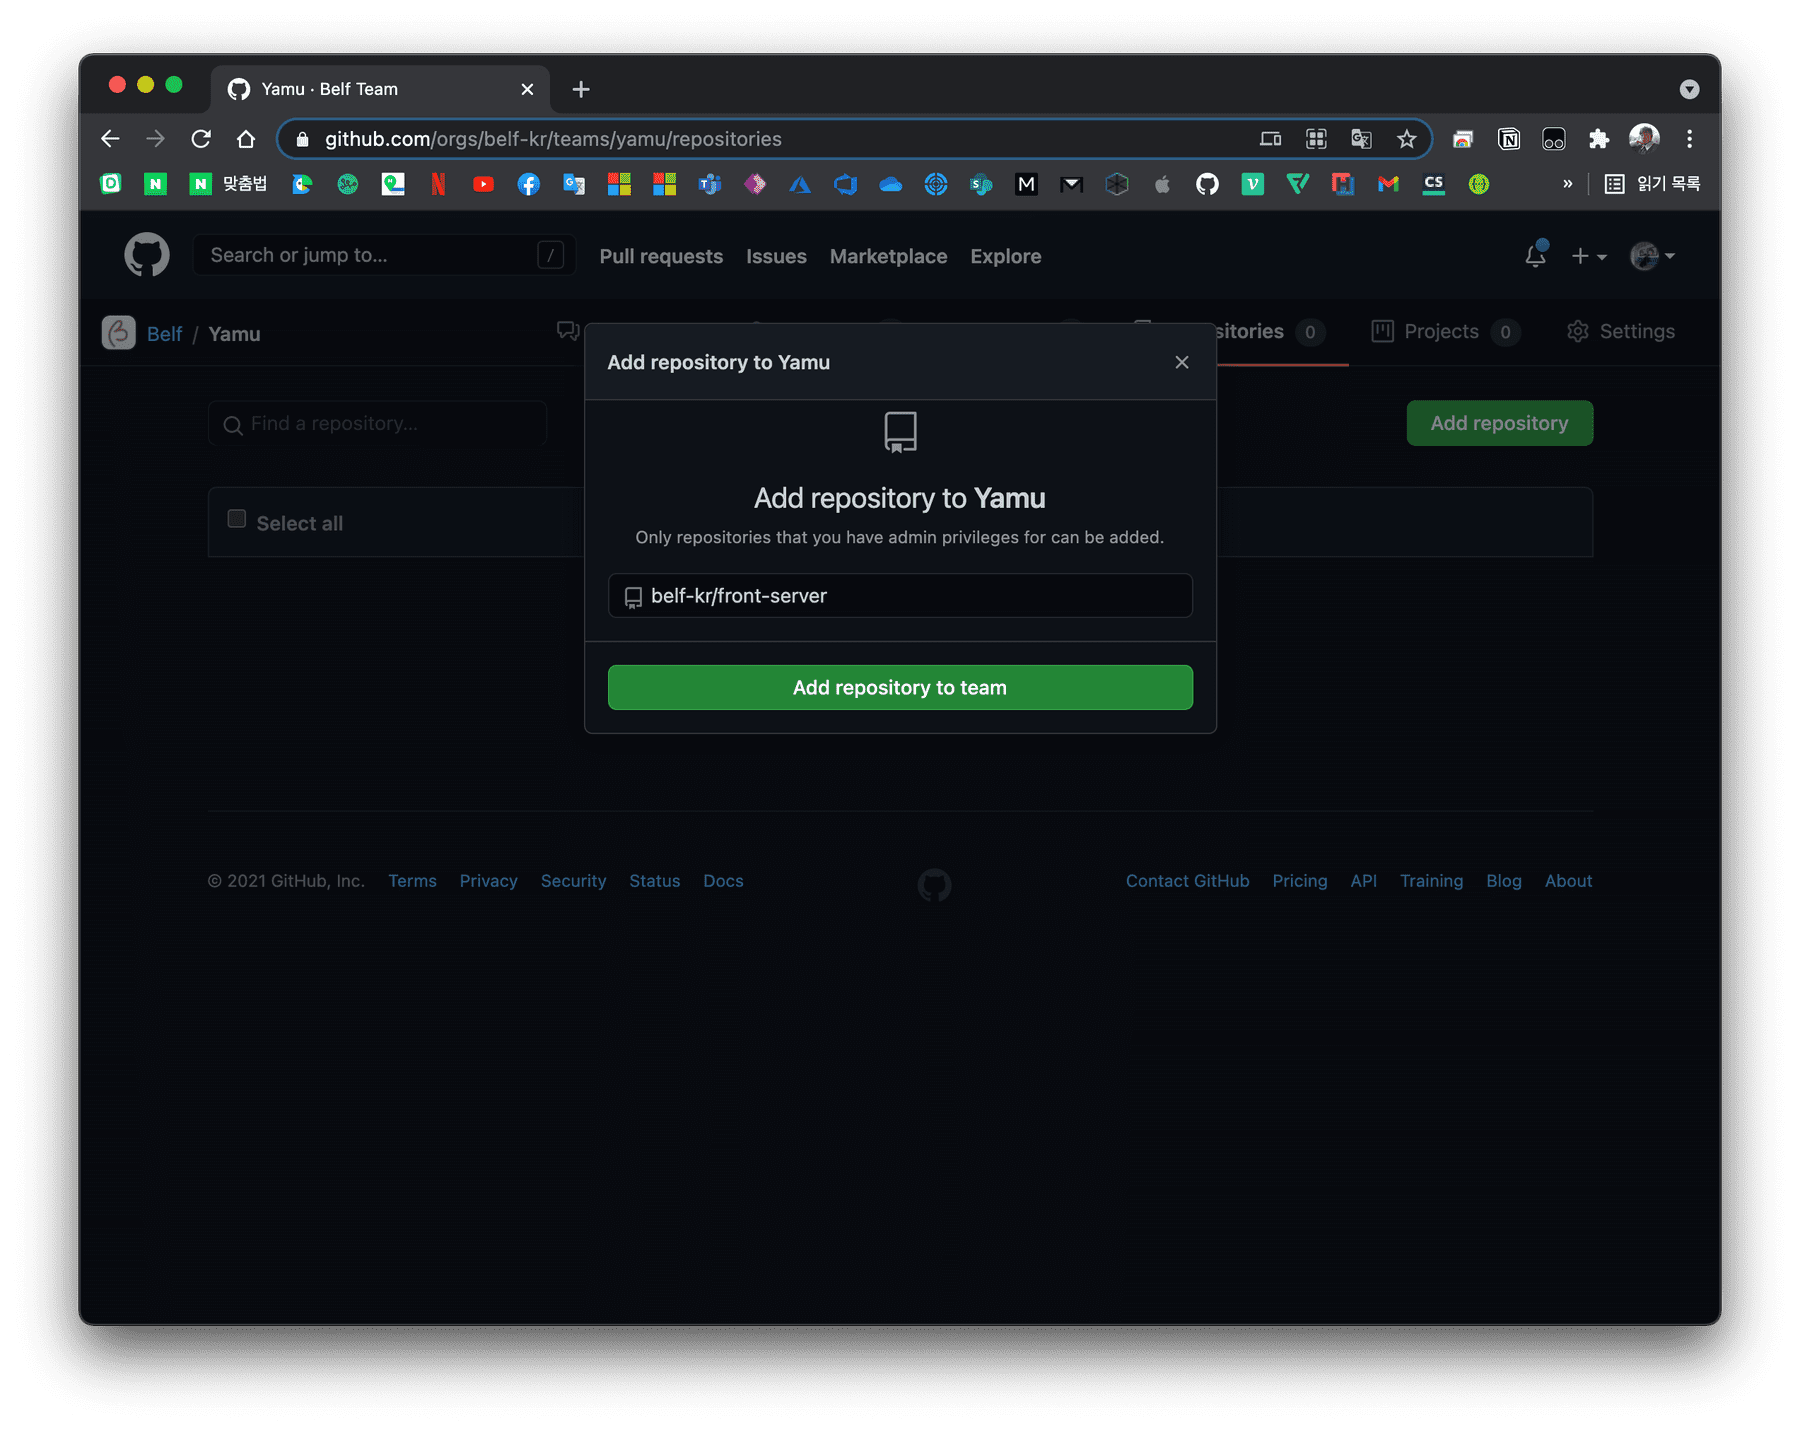 Yamu · Belf Team
github.com/orgs/belf-kr/teams/yamu/repositories
맞춤법
읽기 목록
Search or jump to... /
Pull requests Issues Marketplace Explore
Belf / Yamu
sitories 0 Projects 0 Settings
Add repository to Yamu
Find a repository...
Add repository
Select all
Add repository to Yamu
Only repositories that you have admin privileges for can be added.
belf-kr/front-server
Add repository to team
© 2021 GitHub, Inc. Terms Privacy Security Status Docs
Contact GitHub Pricing API Training Blog About